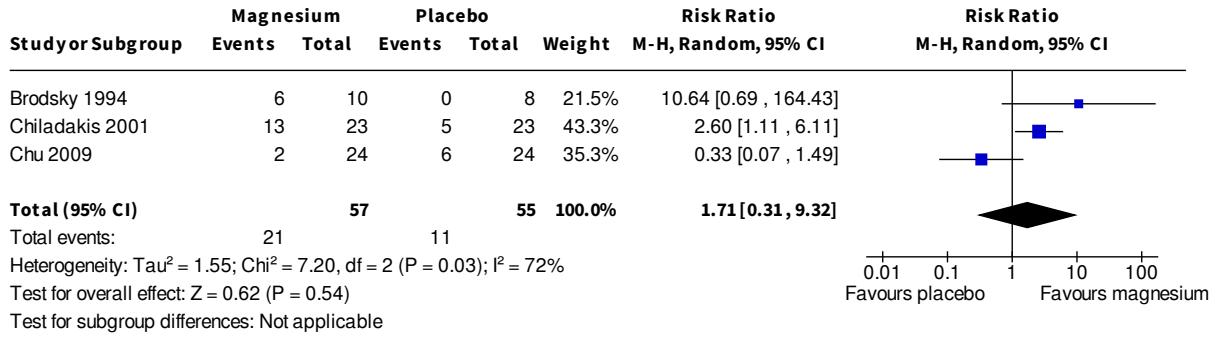 Magnesium Placebo Risk Ratio Risk Ratio
Study or Subgroup Events Total Events Total Weight M-H, Random, 95% CI M-H, Random, 95% CI
Brodsky 1994 6 10 0 8 21.5% 10.64 [0.69 , 164.43]
Chiladakis 2001 13 23 5 23 43.3% 2.60 [1.11 , 6.11]
Chu 2009 2 24 6 24 35.3% 0.33 [0.07 , 1.49]
Total (95% CI) 57 55 100.0% 1.71 [0.31 , 9.32]
Total events: 21 11
Heterogeneity: Tau² = 1.55; Chi² = 7.20, df = 2 (P = 0.03); I² = 72%
Test for overall effect: Z = 0.62 (P = 0.54)
Test for subgroup differences: Not applicable
0.01 0.1 1 10 100
Favours placebo Favours magnesium